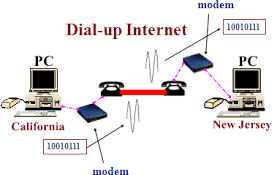 modem
Dial-up Internet
10010111
PC
PC
California
New Jersey
10010111
modem